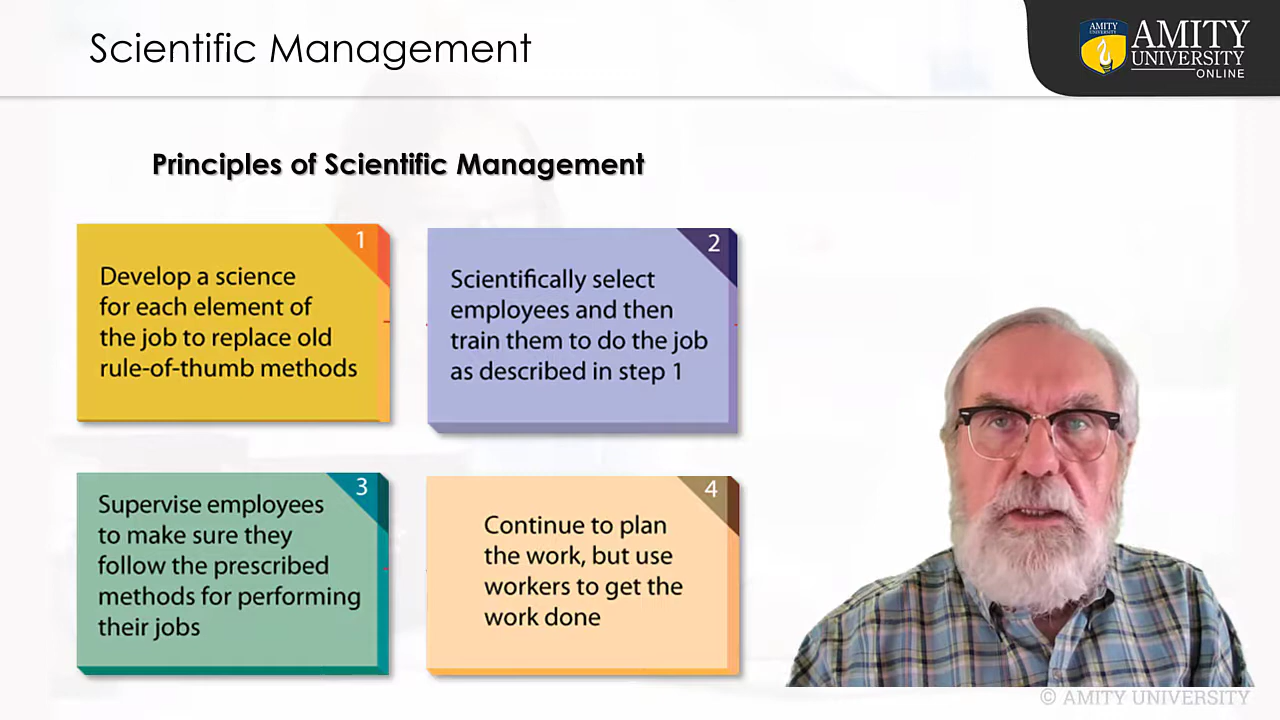 Scientific Management
AMITY
UNIVERSITY
AMITY
UNIVERSITY
ONLINE
Principles of Scientific Management
1
Develop a science
for each element of
the job to replace old
rule-of-thumb methods
2
Scientifically select
employees and then
train them to do the job
as described in step 1
3
Supervise employees
to make sure they
follow the prescribed
methods for performing
their jobs
4
Continue to plan
the work, but use
workers to get the
work done
© AMITY UNIVERSITY